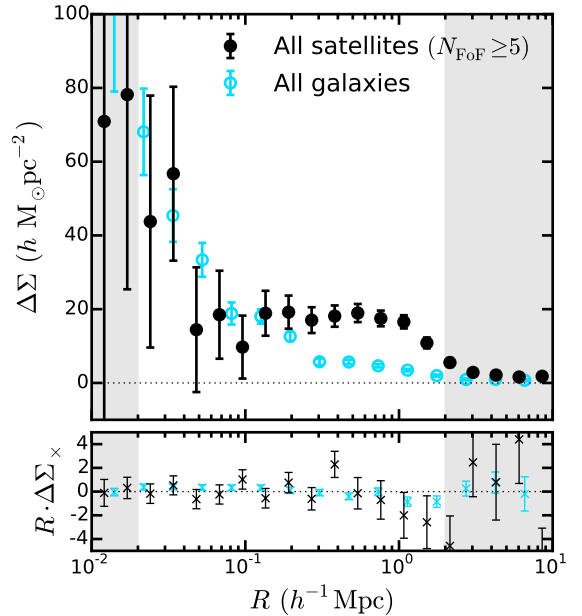 100
80
60
40
20
0
ΔΣ (h M⊙pc⁻²)
All satellites (N_FoF ≥5)
All galaxies
4
2
0
-2
-4
R·ΔΣ×
10⁻² 10⁻¹ 10⁰ 10¹
R (h⁻¹ Mpc)